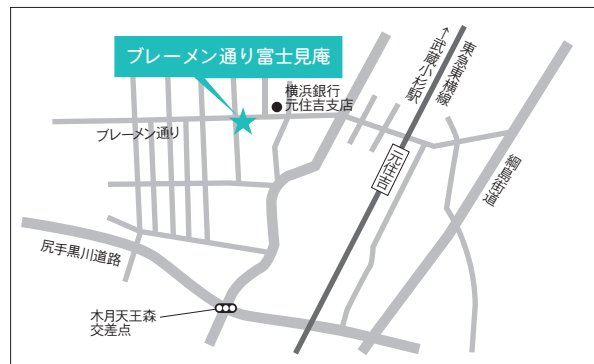 ブレーメン通り富士見庵
横浜銀行
元住吉支店
ブレーメン通り
東急東横線
↑武蔵小杉駅
元住吉
綱島街道
尻手黒川道路
木月天王森
交差点